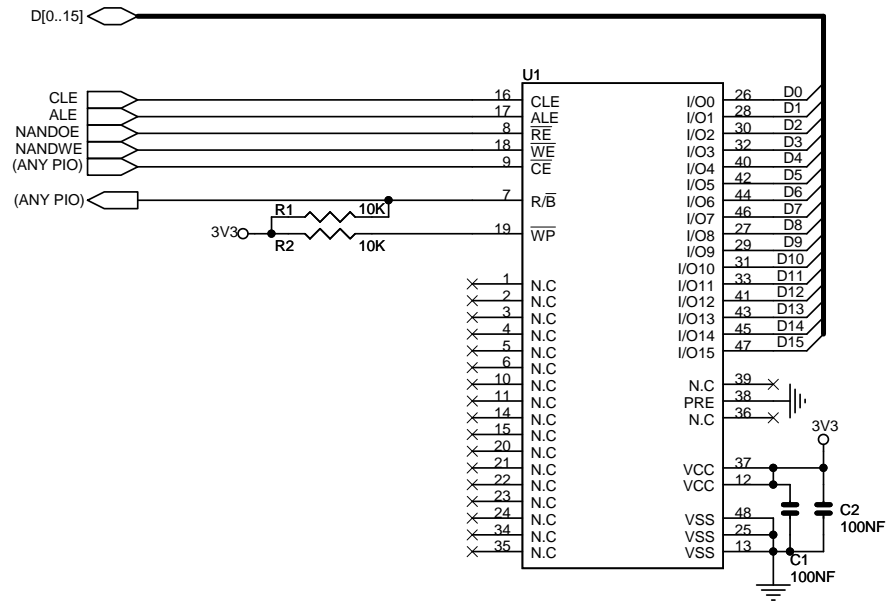 D[0..15]
U1
CLE 16 CLE I/O0 26 D0
ALE 17 ALE I/O1 28 D1
NANDOE 8 RE I/O2 30 D2
NANDWE 18 WE I/O3 32 D3
(ANY PIO) 9 CE I/O4 40 D4
I/O5 42 D5
(ANY PIO) 7 R/B I/O6 44 D6
R1 10K I/O7 46 D7
3V3 19 WP I/O8 27 D8
R2 10K I/O9 29 D9
I/O10 31 D10
1 N.C I/O11 33 D11
2 N.C I/O12 41 D12
3 N.C I/O13 43 D13
4 N.C I/O14 45 D14
5 N.C I/O15 47 D15
6 N.C
10 N.C N.C 39
11 N.C PRE 38
14 N.C N.C 36
15 N.C 3V3
20 N.C
21 N.C VCC 37
22 N.C VCC 12
23 N.C C2
24 N.C VSS 48 100NF
34 N.C VSS 25
35 N.C VSS 13 C1
100NF